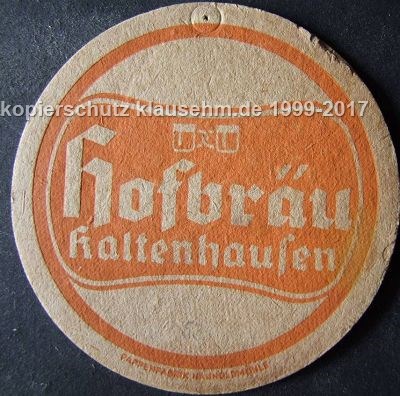 kopierschutz klausehm.de 1999-2017
Hofbräu
Kaltenhausen